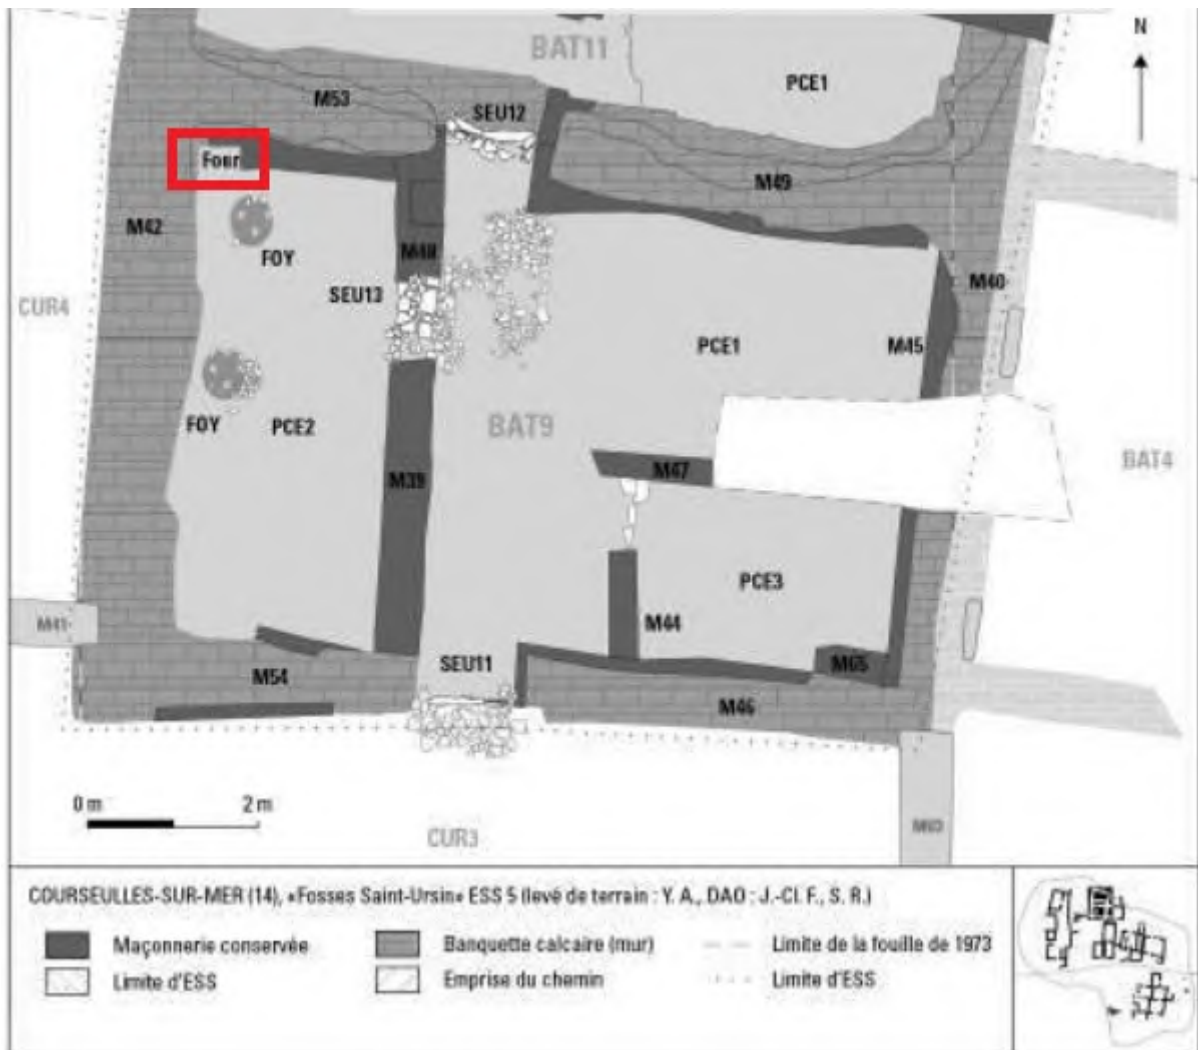 N
BAT11
PCE1
M53
SEU12
Four
M49
M42
FOY
M48
M40
CUR4
SEU13
PCE1
M45
FOY
PCE2
BAT9
BAT4
M47
M39
PCE3
M41
M44
SEU11
M65
M54
M46
0 m
2 m
CUR3
M63
COURSEULLES-SUR-MER (14), «Fosses Saint-Ursin» ESS 5 (levé de terrain : Y. A., DAO : J.-Cl. F., S. R.)
Maçonnerie conservée
Banquette calcaire (mur)
Limite de la fouille de 1973
Limite d'ESS
Emprise du chemin
Limite d'ESS